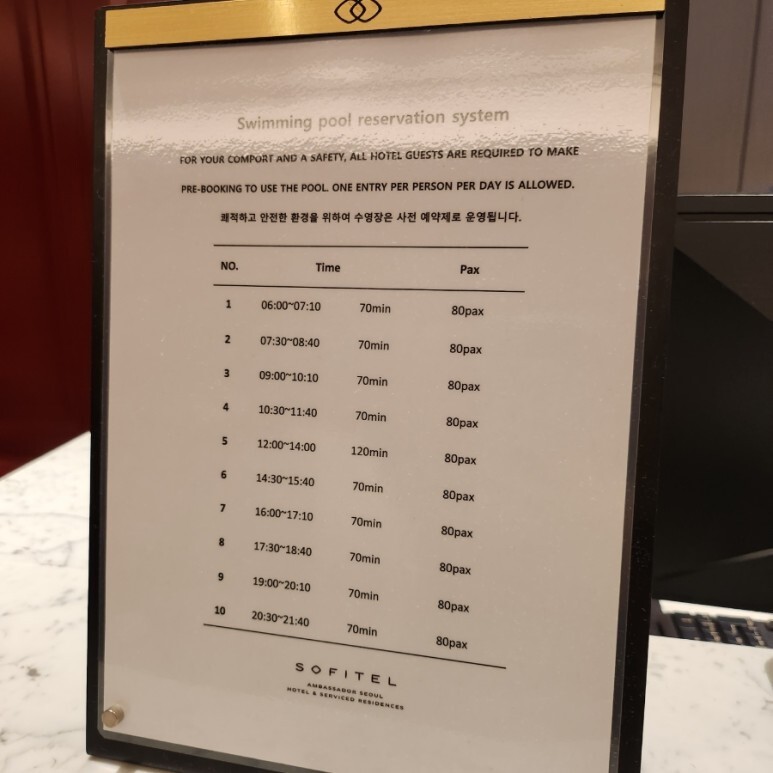 Swimming pool reservation system
FOR YOUR COMFORT AND A SAFETY, ALL HOTEL GUESTS ARE REQUIRED TO MAKE
PRE-BOOKING TO USE THE POOL. ONE ENTRY PER PERSON PER DAY IS ALLOWED.
쾌적하고 안전한 환경을 위하여 수영장은 사전 예약제로 운영됩니다.
NO. Time Pax
1 06:00~07:10 70min 80pax
2 07:30~08:40 70min 80pax
3 09:00~10:10 70min 80pax
4 10:30~11:40 70min 80pax
5 12:00~14:00 120min 80pax
6 14:30~15:40 70min 80pax
7 16:00~17:10 70min 80pax
8 17:30~18:40 70min 80pax
9 19:00~20:10 70min 80pax
10 20:30~21:40 70min 80pax
SOFITEL
AMBASSADOR SEOUL
HOTEL & SERVICED RESIDENCES